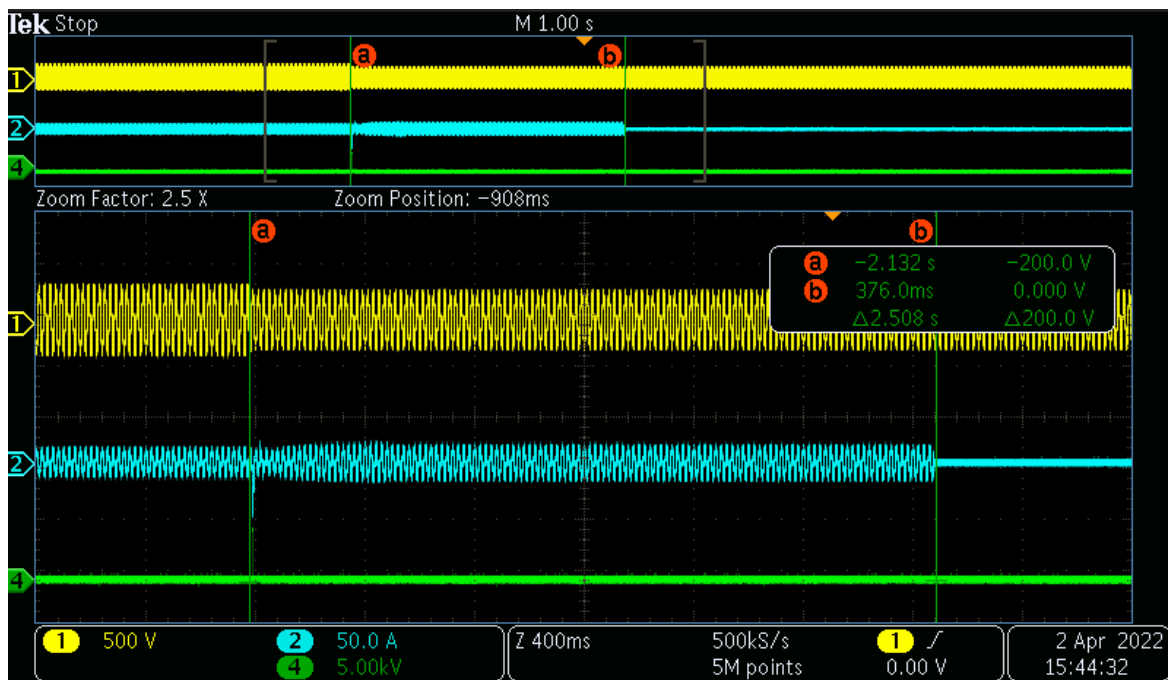 Tek Stop M 1.00 s
a b
1
2
4
Zoom Factor: 2.5 X Zoom Position: -908ms
a b
a -2.132 s -200.0 V
b 376.0ms 0.000 V
△2.508 s △200.0 V
1
2
4
1 500 V 2 50.0 A Z 400ms 500kS/s 1 ∫ 2 Apr 2022
4 5.00kV 5M points 0.00 V 15:44:32